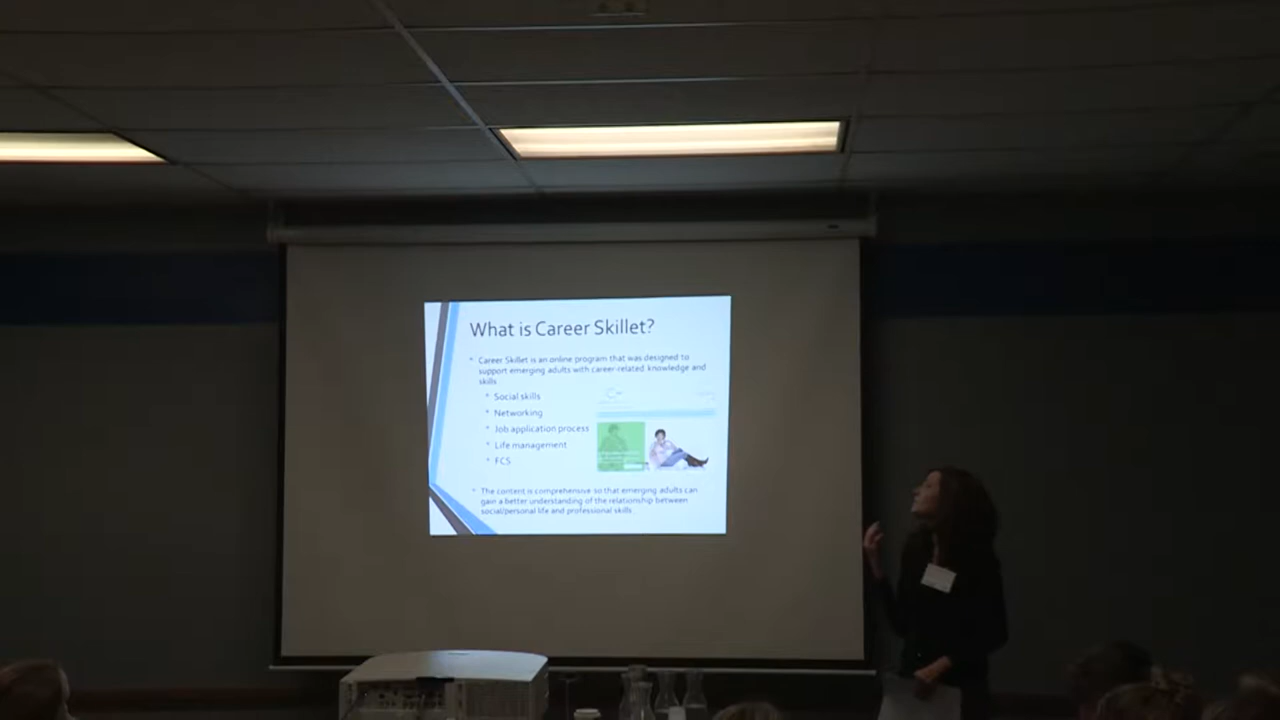 What is Career Skillet?
Career Skillet is an online program that was designed to
support emerging adults with career-related knowledge and
skills
Social skills
Networking
Job application process
Life management
FCS
The content is comprehensive so that emerging adults can
gain a better understanding of the relationship between
social/personal life and professional skills